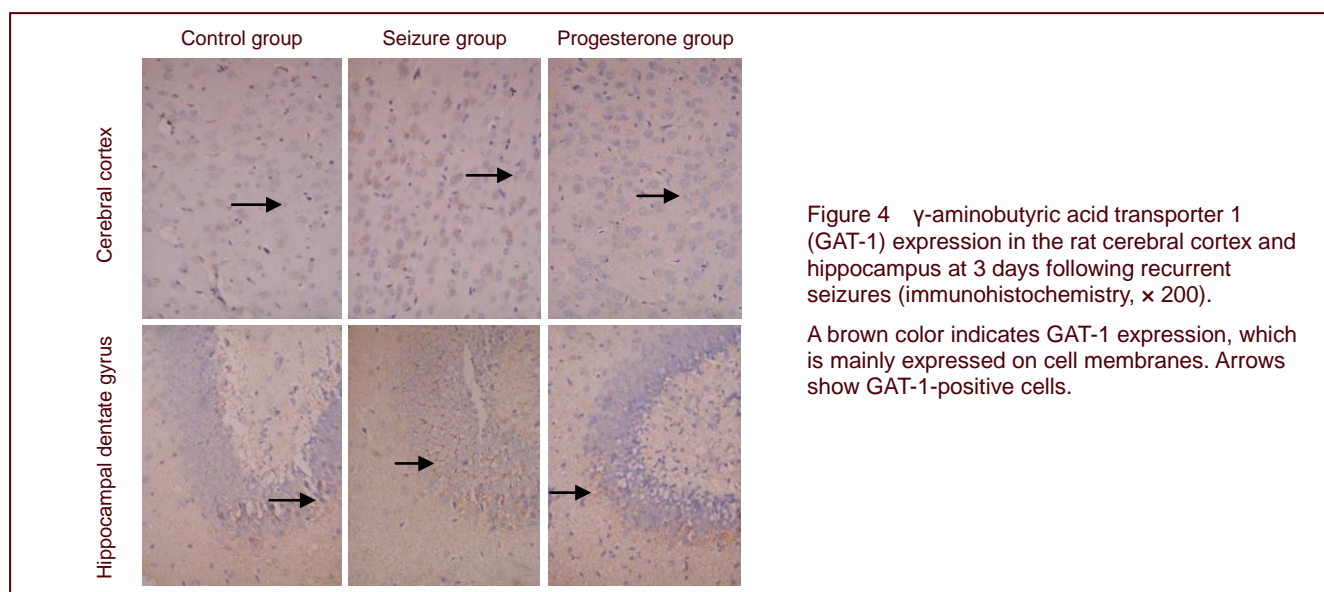 Control group
Seizure group
Progesterone group
Cerebral cortex
Hippocampal dentate gyrus
Figure 4 γ-aminobutyric acid transporter 1
(GAT-1) expression in the rat cerebral cortex and
hippocampus at 3 days following recurrent
seizures (immunohistochemistry, × 200).
A brown color indicates GAT-1 expression, which
is mainly expressed on cell membranes. Arrows
show GAT-1-positive cells.